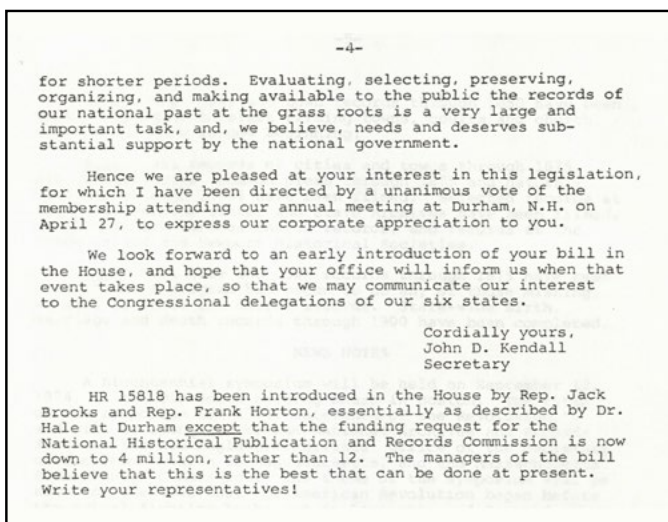 -4-
for shorter periods. Evaluating, selecting, preserving,
organizing, and making available to the public the records of
our national past at the grass roots is a very large and
important task, and, we believe, needs and deserves sub-
stantial support by the national government.
Hence we are pleased at your interest in this legislation,
for which I have been directed by a unanimous vote of the
membership attending our annual meeting at Durham, N.H. on
April 27, to express our corporate appreciation to you.
We look forward to an early introduction of your bill in
the House, and hope that your office will inform us when that
event takes place, so that we may communicate our interest
to the Congressional delegations of our six states.
Cordially yours,
John D. Kendall
Secretary
HR 15818 has been introduced in the House by Rep. Jack
Brooks and Rep. Frank Horton, essentially as described by Dr.
Hale at Durham except that the funding request for the
National Historical Publication and Records Commission is now
down to 4 million, rather than 12. The managers of the bill
believe that this is the best that can be done at present.
Write your representatives!